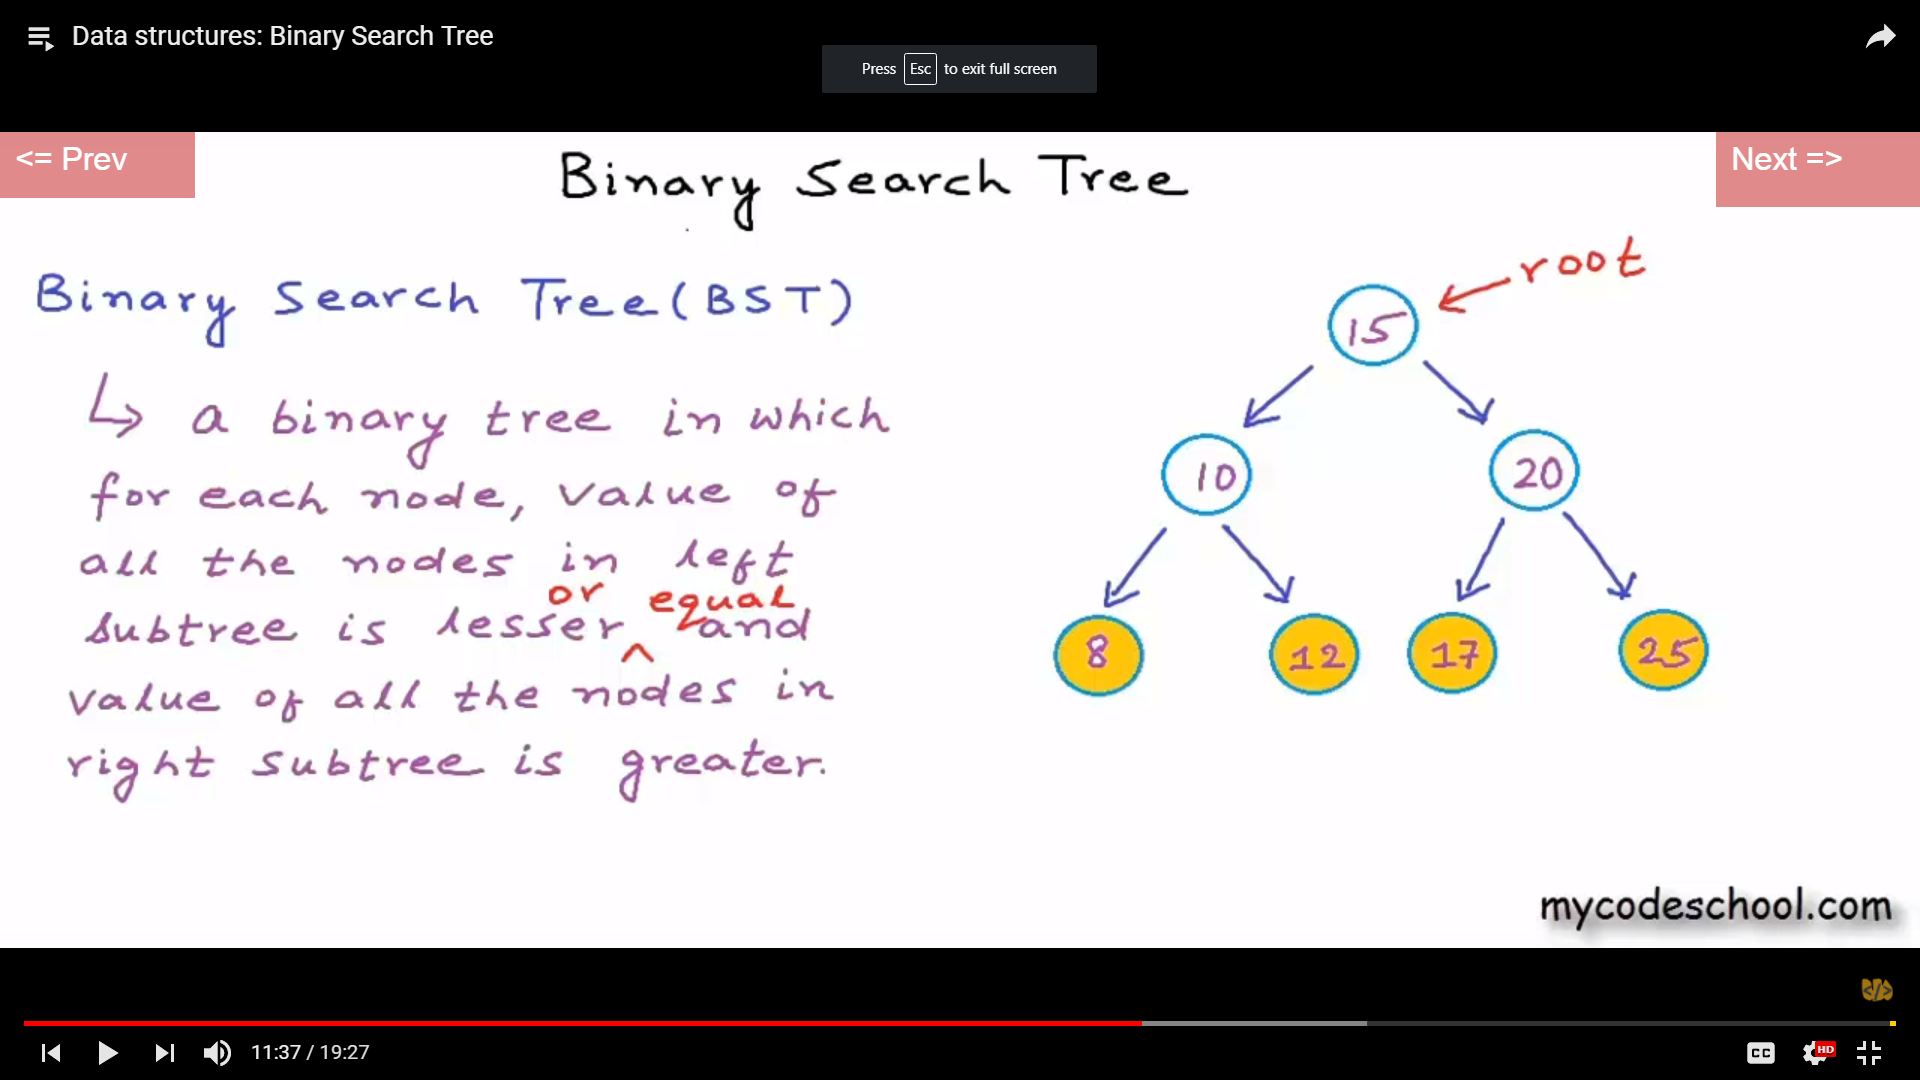 Data structures: Binary Search Tree
Press Esc to exit full screen
<= Prev
Next =>
Binary Search Tree
Binary Search Tree (BST)
↳ a binary tree in which
for each node, value of
all the nodes in left
or equal
subtree is lesser ^ and
value of all the nodes in
right subtree is greater.
root
15
10
20
8
12
17
25
mycodeschool.com
</>
11:37 / 19:27
CC
HD